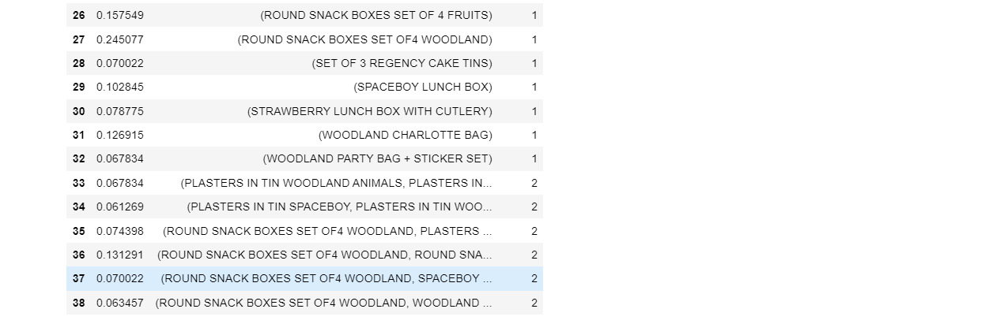 26 0.157549 (ROUND SNACK BOXES SET OF 4 FRUITS) 1
27 0.245077 (ROUND SNACK BOXES SET OF4 WOODLAND) 1
28 0.070022 (SET OF 3 REGENCY CAKE TINS) 1
29 0.102845 (SPACEBOY LUNCH BOX) 1
30 0.078775 (STRAWBERRY LUNCH BOX WITH CUTLERY) 1
31 0.126915 (WOODLAND CHARLOTTE BAG) 1
32 0.067834 (WOODLAND PARTY BAG + STICKER SET) 1
33 0.067834 (PLASTERS IN TIN WOODLAND ANIMALS, PLASTERS IN... 2
34 0.061269 (PLASTERS IN TIN SPACEBOY, PLASTERS IN TIN WOO... 2
35 0.074398 (ROUND SNACK BOXES SET OF4 WOODLAND, PLASTERS ... 2
36 0.131291 (ROUND SNACK BOXES SET OF4 WOODLAND, ROUND SNA... 2
37 0.070022 (ROUND SNACK BOXES SET OF4 WOODLAND, SPACEBOY ... 2
38 0.063457 (ROUND SNACK BOXES SET OF4 WOODLAND, WOODLAND ... 2